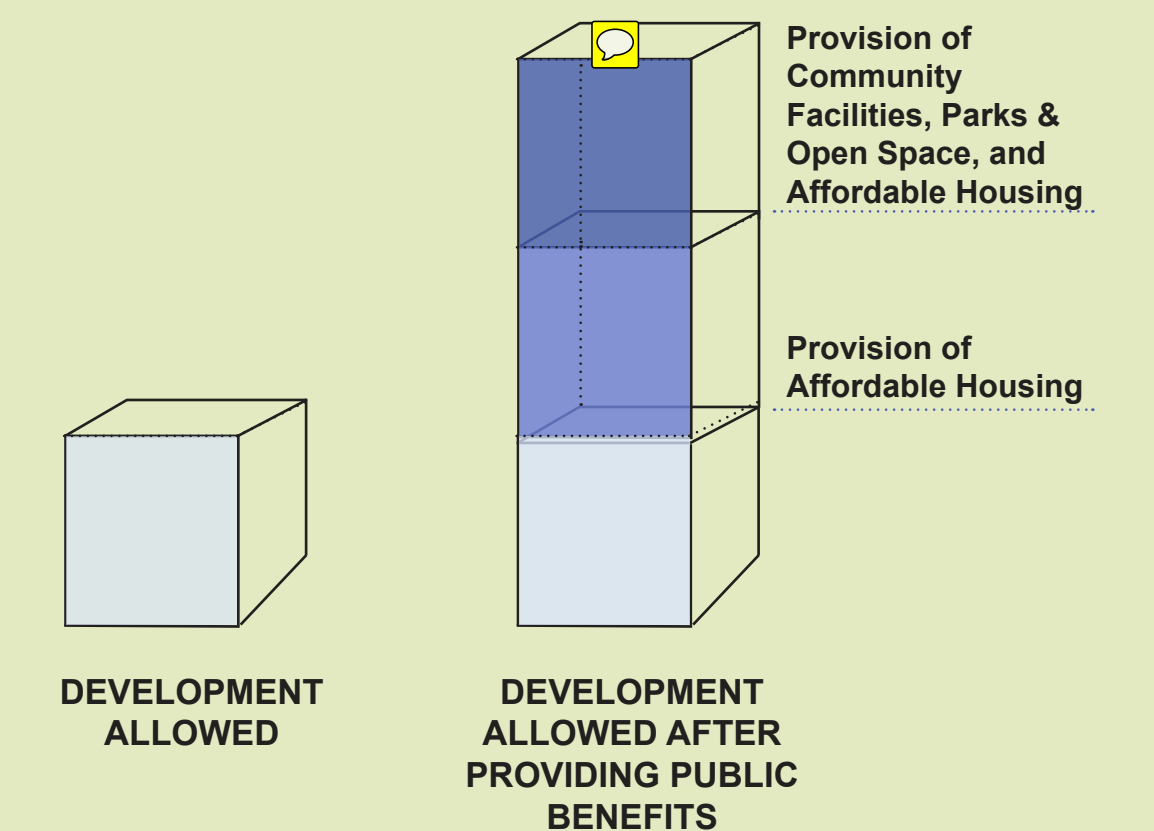 Provision of
Community
Facilities, Parks &
Open Space, and
Affordable Housing
Provision of
Affordable Housing
DEVELOPMENT
ALLOWED
DEVELOPMENT
ALLOWED AFTER
PROVIDING PUBLIC
BENEFITS